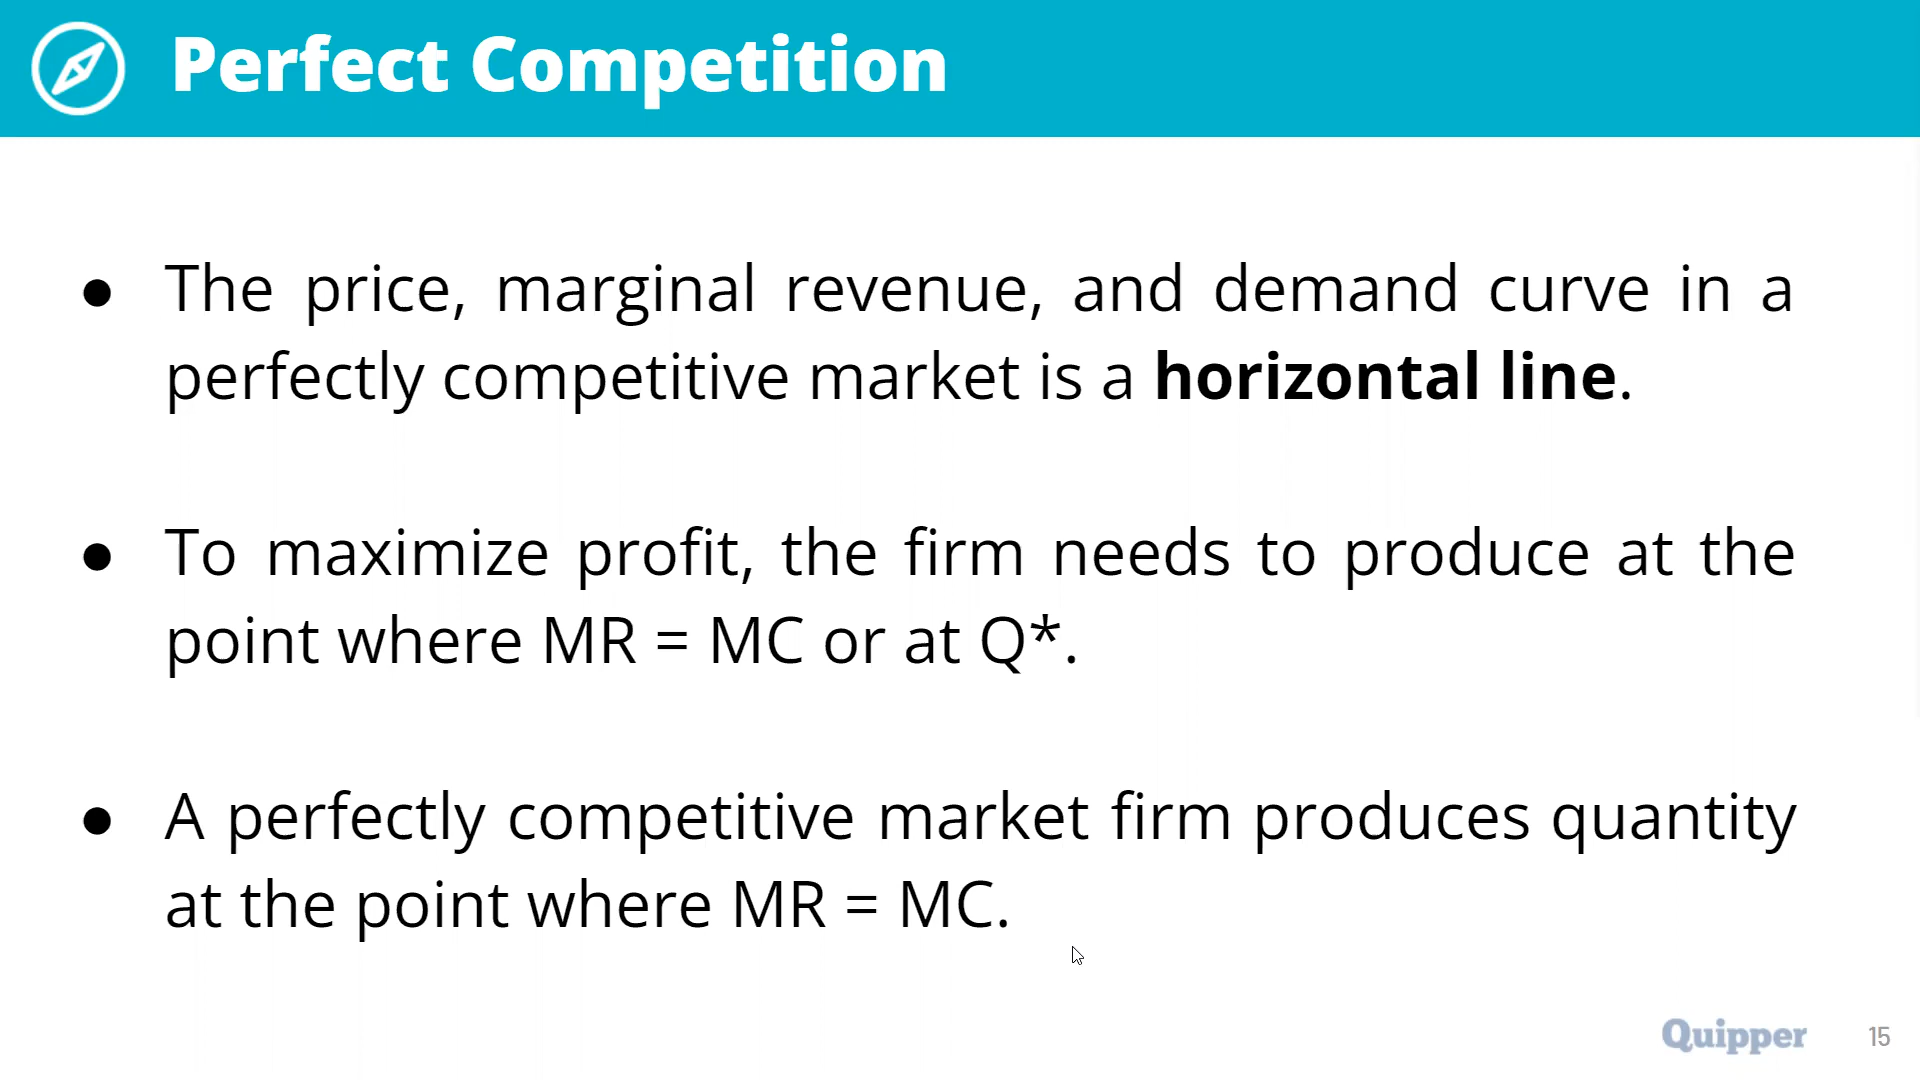 Perfect Competition
● The price, marginal revenue, and demand curve in a
perfectly competitive market is a horizontal line.
● To maximize profit, the firm needs to produce at the
point where MR = MC or at Q*.
● A perfectly competitive market firm produces quantity
at the point where MR = MC.
Quipper 15